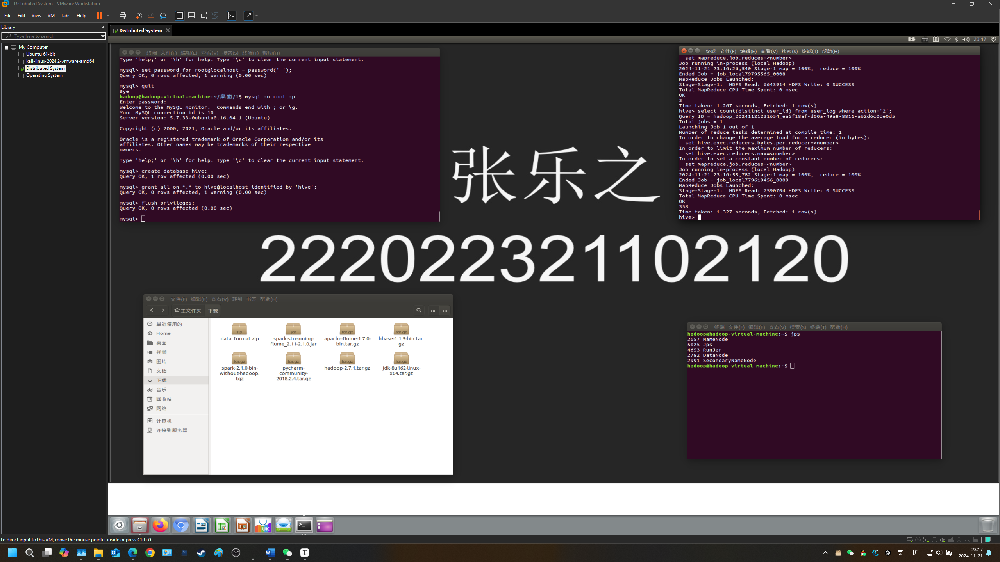 Distributed System - VMware Workstation
File Edit View VM Tabs Help
Library
Type here to search
My Computer
Ubuntu 64-bit
kali-linux-2024.2-vmware-amd64
Distributed System
Operating System
Distributed System
23:17
终端 文件(F) 编辑(E) 查看(V) 搜索(S) 终端(T) 帮助(H)
Type 'help;' or '\h' for help. Type '\c' to clear the current input statement.
mysql> set password for root@localhost = password(' ');
Query OK, 0 rows affected, 1 warning (0.00 sec)
mysql> quit
Bye
hadoop@hadoop-virtual-machine:~/桌面/1$ mysql -u root -p
Enter password:
Welcome to the MySQL monitor.  Commands end with ; or \g.
Your MySQL connection id is 10
Server version: 5.7.33-0ubuntu0.16.04.1 (Ubuntu)
Copyright (c) 2000, 2021, Oracle and/or its affiliates.
Oracle is a registered trademark of Oracle Corporation and/or its
affiliates. Other names may be trademarks of their respective
owners.
Type 'help;' or '\h' for help. Type '\c' to clear the current input statement.
mysql> create database hive;
Query OK, 1 row affected (0.00 sec)
mysql> grant all on *.* to hive@localhost identified by 'hive';
Query OK, 0 rows affected, 1 warning (0.00 sec)
mysql> flush privileges;
Query OK, 0 rows affected (0.00 sec)
mysql>
终端 文件(F) 编辑(E) 查看(V) 搜索(S) 终端(T) 帮助(H)
set mapreduce.job.reduces=<number>
Job running in-process (local Hadoop)
2024-11-21 23:16:26,540 Stage-1 map = 100%,  reduce = 100%
Ended Job = job_local79795565_0008
MapReduce Jobs Launched:
Stage-Stage-1:  HDFS Read: 6643914 HDFS Write: 0 SUCCESS
Total MapReduce CPU Time Spent: 0 msec
OK
3
Time taken: 1.267 seconds, Fetched: 1 row(s)
hive> select count(distinct user_id) from user_log where action='2';
Query ID = hadoop_20241121231654_ea5f18af-d00a-49a8-8811-a62d6c0ce0d5
Total jobs = 1
Launching Job 1 out of 1
Number of reduce tasks determined at compile time: 1
In order to change the average load for a reducer (in bytes):
set hive.exec.reducers.bytes.per.reducer=<number>
In order to limit the maximum number of reducers:
set hive.exec.reducers.max=<number>
In order to set a constant number of reducers:
set mapreduce.job.reduces=<number>
Job running in-process (local Hadoop)
2024-11-21 23:16:55,782 Stage-1 map = 100%,  reduce = 100%
Ended Job = job_local779619456_0009
MapReduce Jobs Launched:
Stage-Stage-1:  HDFS Read: 7590704 HDFS Write: 0 SUCCESS
Total MapReduce CPU Time Spent: 0 msec
OK
358
Time taken: 1.327 seconds, Fetched: 1 row(s)
hive>
张乐之
222022321102120
文件(F) 编辑(E) 查看(V) 转到 书签 帮助(H)
主文件夹 下载
最近使用的
Home
桌面
视频
图片
文档
下载
音乐
回收站
网络
计算机
连接到服务器
zip
data_format.zip
jar
spark-streaming-
flume_2.11-2.1.0.jar
tar.gz
apache-flume-1.7.0-
bin.tar.gz
tar.gz
hbase-1.1.5-bin.tar.
gz
tar.gz
spark-2.1.0-bin-
without-hadoop.
tgz
tar.gz
pycharm-
community-
2018.2.4.tar.gz
tar.gz
hadoop-2.7.1.tar.gz
tar.gz
jdk-8u162-linux-
x64.tar.gz
终端 文件(F) 编辑(E) 查看(V) 搜索(S) 终端(T) 帮助(H)
hadoop@hadoop-virtual-machine:~$ jps
2657 NameNode
5025 Jps
4653 RunJar
2782 DataNode
2991 SecondaryNameNode
hadoop@hadoop-virtual-machine:~$
UK
To direct input to this VM, move the mouse pointer inside or press Ctrl+G.
英 拼
23:17
2024-11-21